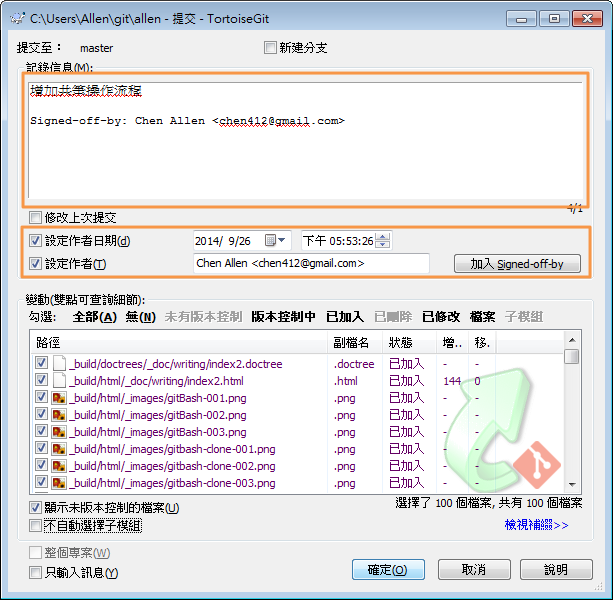 C:\Users\Allen\git\allen - 提交 - TortoiseGit
提交至： master 新建分支
記錄信息(M):
增加共筆操作流程
Signed-off-by: Chen Allen <chen412@gmail.com>
4/1
修改上次提交
設定作者日期(d) 2014/ 9/26 下午 05:53:26
設定作者(T) Chen Allen <chen412@gmail.com> 加入 Signed-off-by
變動(雙點可查詢細節):
勾選: 全部(A) 無(N) 未有版本控制 版本控制中 已加入 已刪除 已修改 檔案 子模組
路徑 副檔名 狀態 增.. 移.
_build/doctrees/_doc/writing/index2.doctree .doctree 已加入 - -
_build/html/_doc/writing/index2.html .html 已加入 144 0
_build/html/_images/gitBash-001.png .png 已加入 - -
_build/html/_images/gitBash-002.png .png 已加入 - -
_build/html/_images/gitBash-003.png .png 已加入 - -
_build/html/_images/gitbash-done-001.png .png 已加入 - -
_build/html/_images/gitbash-done-002.png .png 已加入 - -
_build/html/_images/gitbash-done-003.png .png 已加入 - -
顯示未版本控制的檔案(U) 選擇了 100 個檔案, 共有 100 個檔案
不自動選擇子模組 檢視補綴>>
整個專案(W)
只輸入訊息(Y) 確定(O) 取消 說明